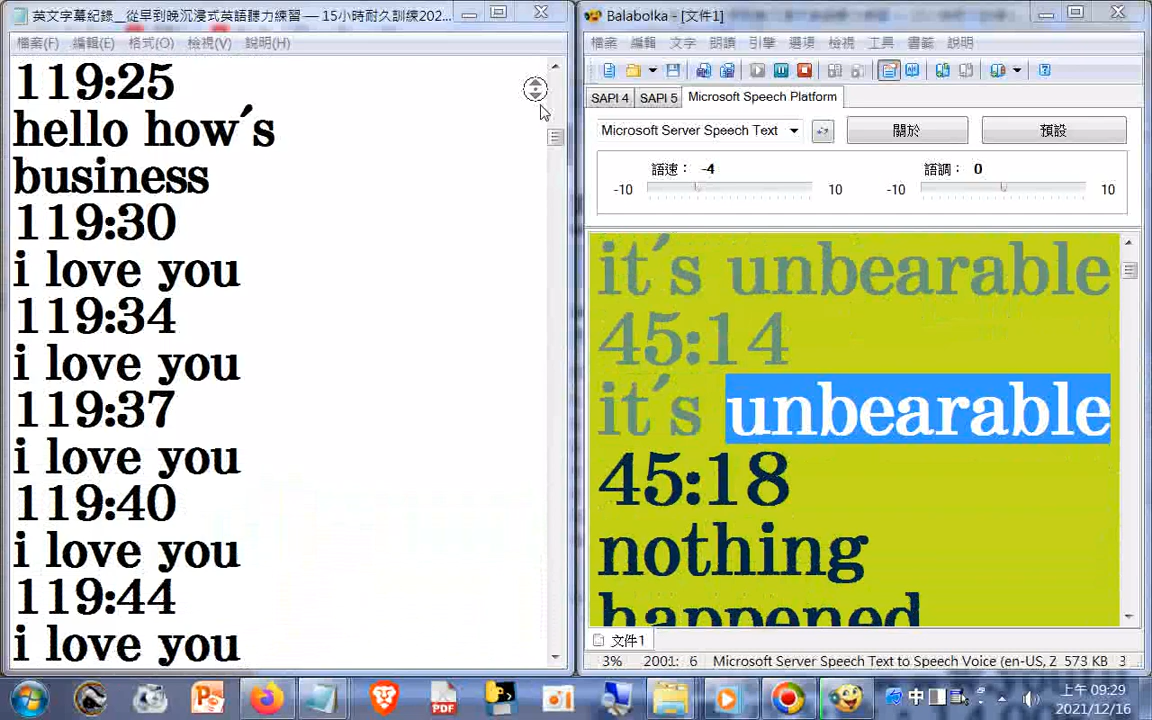 英文字幕紀錄__從早到晚沉浸式英語聽力練習 — 15小時耐久訓練202...
檔案(F) 編輯(E) 格式(O) 檢視(V) 說明(H)
119:25
hello how´s
business
119:30
i love you
119:34
i love you
119:37
i love you
119:40
i love you
119:44
i love you
Balabolka - [文件1]
檔案 編輯 文字 朗讀 引擎 選項 檢視 工具 書籤 說明
SAPI 4 SAPI 5 Microsoft Speech Platform
Microsoft Server Speech Text 關於 預設
語速： -4 語調： 0
-10 10 -10 10
it´s unbearable
45:14
it´s unbearable
45:18
nothing
happened
文件1
3% 2001: 6 Microsoft Server Speech Text to Speech Voice (en-US, Z 573 KB 3
中 上午 09:29
2021/12/16